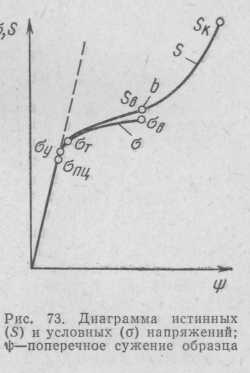 σ,S
Sк
S
b
Sв
σв
σ
σт
σу
σпц
ψ
Рис. 73. Диаграмма истинных
(S) и условных (σ) напряжений;
ψ—поперечное сужение образца